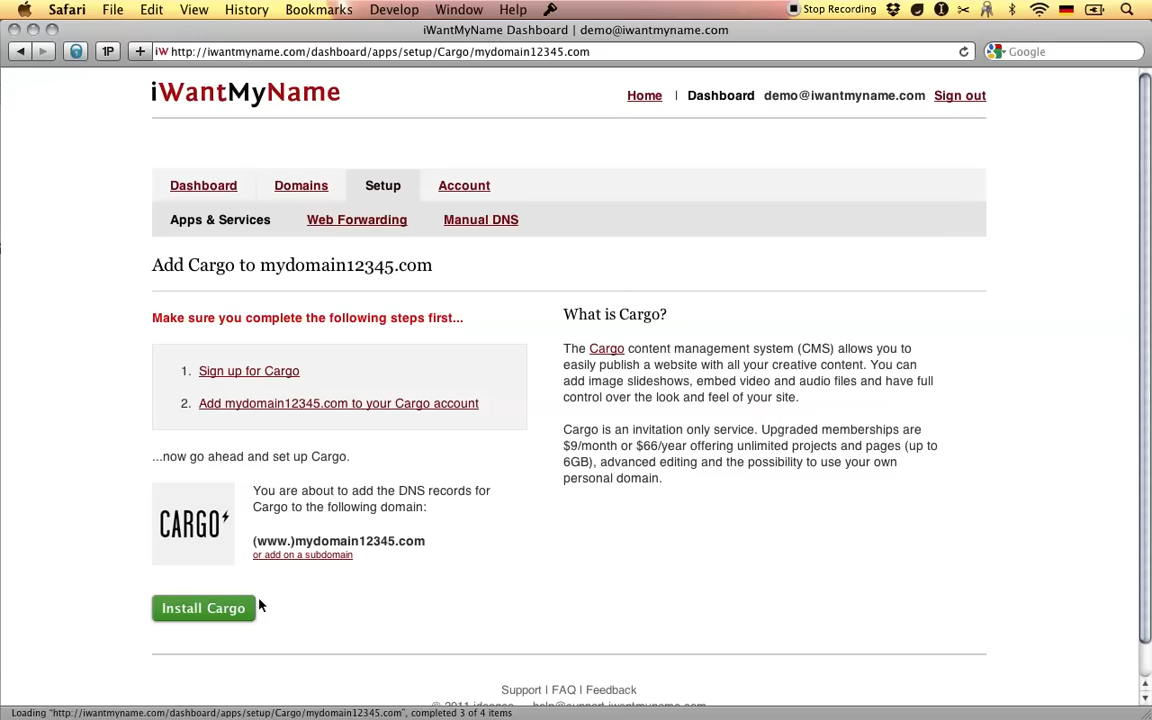 Safari File Edit View History Bookmarks Develop Window Help Stop Recording
iWantMyName Dashboard | demo@iwantmyname.com
1P iW http://iwantmyname.com/dashboard/apps/setup/Cargo/mydomain12345.com Google
iWantMyName
Home | Dashboard demo@iwantmyname.com Sign out
Dashboard Domains Setup Account
Apps & Services Web Forwarding Manual DNS
Add Cargo to mydomain12345.com
Make sure you complete the following steps first...
1. Sign up for Cargo
2. Add mydomain12345.com to your Cargo account
...now go ahead and set up Cargo.
CARGO
You are about to add the DNS records for
Cargo to the following domain:
(www.)mydomain12345.com
or add on a subdomain
Install Cargo
What is Cargo?
The Cargo content management system (CMS) allows you to
easily publish a website with all your creative content. You can
add image slideshows, embed video and audio files and have full
control over the look and feel of your site.
Cargo is an invitation only service. Upgraded memberships are
$9/month or $66/year offering unlimited projects and pages (up to
6GB), advanced editing and the possibility to use your own
personal domain.
Support | FAQ | Feedback
Loading "http://iwantmyname.com/dashboard/apps/setup/Cargo/mydomain12345.com", completed 3 of 4 items